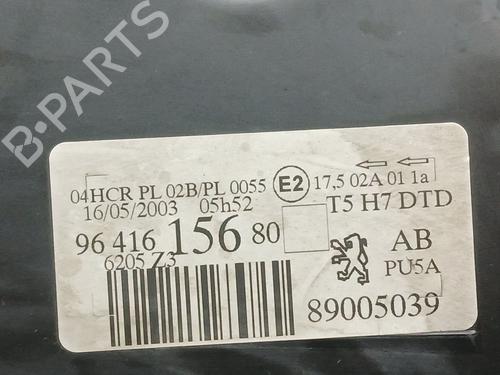 B-PARTS
04HCR PL 02B/PL 0055 E2 17,5 02A 01 1a
16/05/2003 05h52 T5 H7 DTD
96 416 156 80 AB
6205 Z3 PU5A
89005039